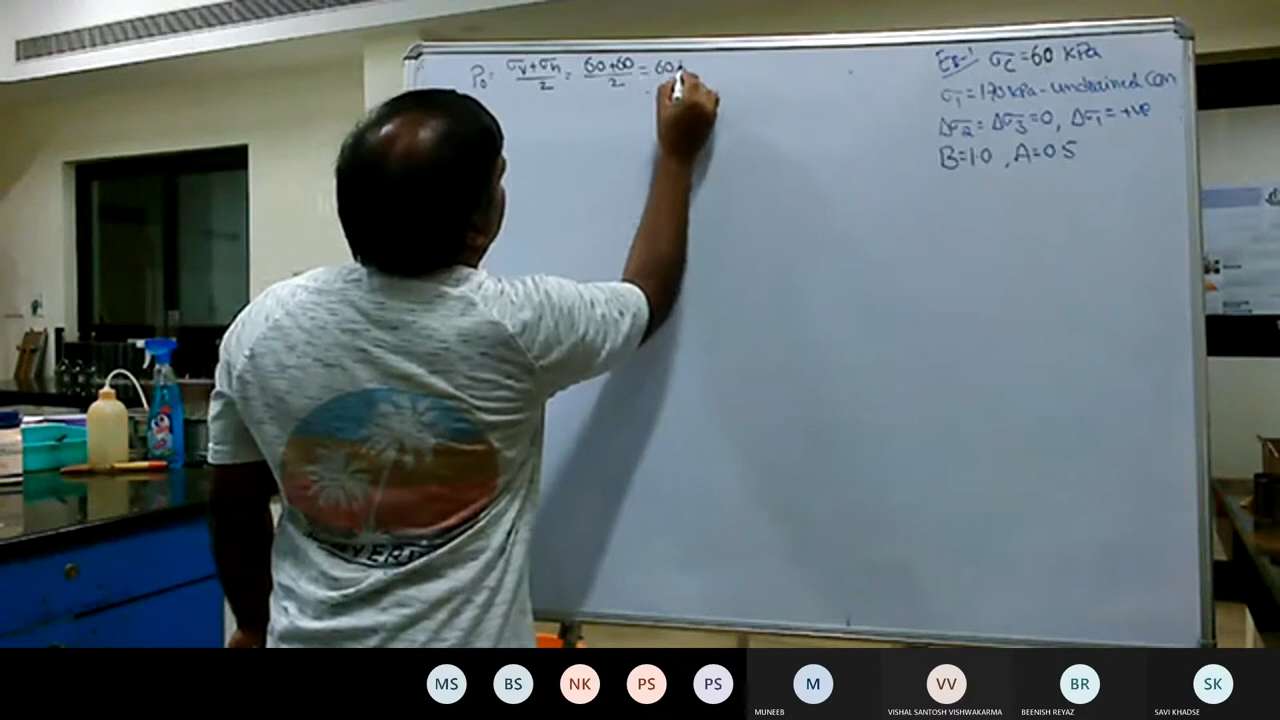 P₀ = σv + σh / 2 = 60+60 / 2 = 60
Ex-1 σc = 60 kPa
σ₁ = 170 kPa - undrained Con
Δσ₂ = Δσ₃ = 0, Δσ₁ = +ve
B=1.0 , A=0.5
MS
BS
NK
PS
PS
M
VV
BR
SK
MUNEEB
VISHAL SANTOSH VISHWAKARMA
BEENISH REYAZ
SAVI KHADSE